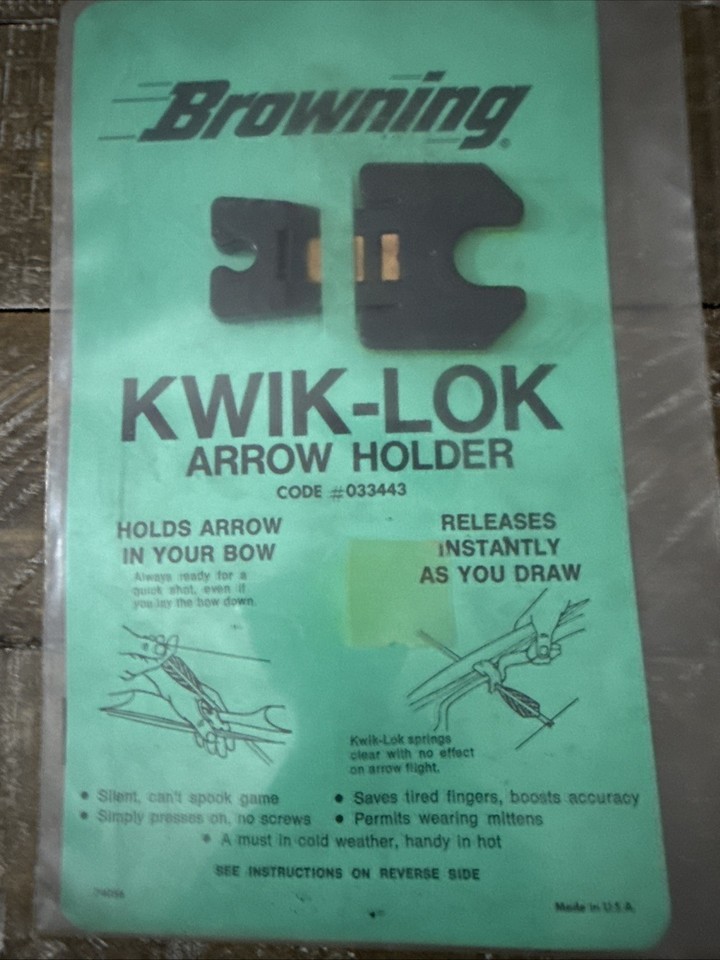 Browning®
KWIK-LOK
ARROW HOLDER
CODE #033443
HOLDS ARROW
IN YOUR BOW
Always ready for a
quick shot, even if
you lay the bow down.
RELEASES
INSTANTLY
AS YOU DRAW
Kwik-Lok springs
clear with no effect
on arrow flight.
• Silent, can't spook game
• Simply presses on, no screws
• Saves tired fingers, boosts accuracy
• Permits wearing mittens
• A must in cold weather, handy in hot
SEE INSTRUCTIONS ON REVERSE SIDE
Made in U.S.A.